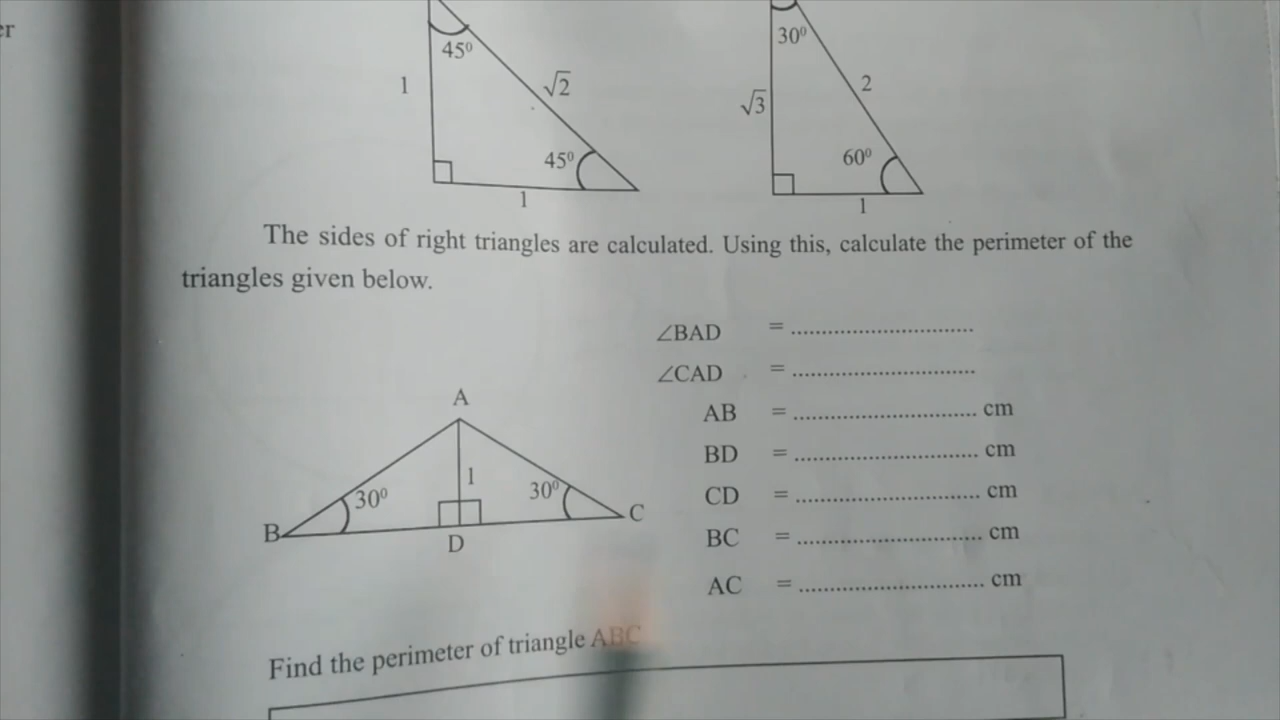 er
45⁰
1
√2
45⁰
1
30⁰
√3
2
60⁰
1
The sides of right triangles are calculated. Using this, calculate the perimeter of the
triangles given below.
∠BAD = ..............................
∠CAD = ..............................
AB = .............................. cm
BD = .............................. cm
CD = .............................. cm
BC = .............................. cm
AC = .............................. cm
A
1
30⁰
30⁰
B
C
D
Find the perimeter of triangle ABC